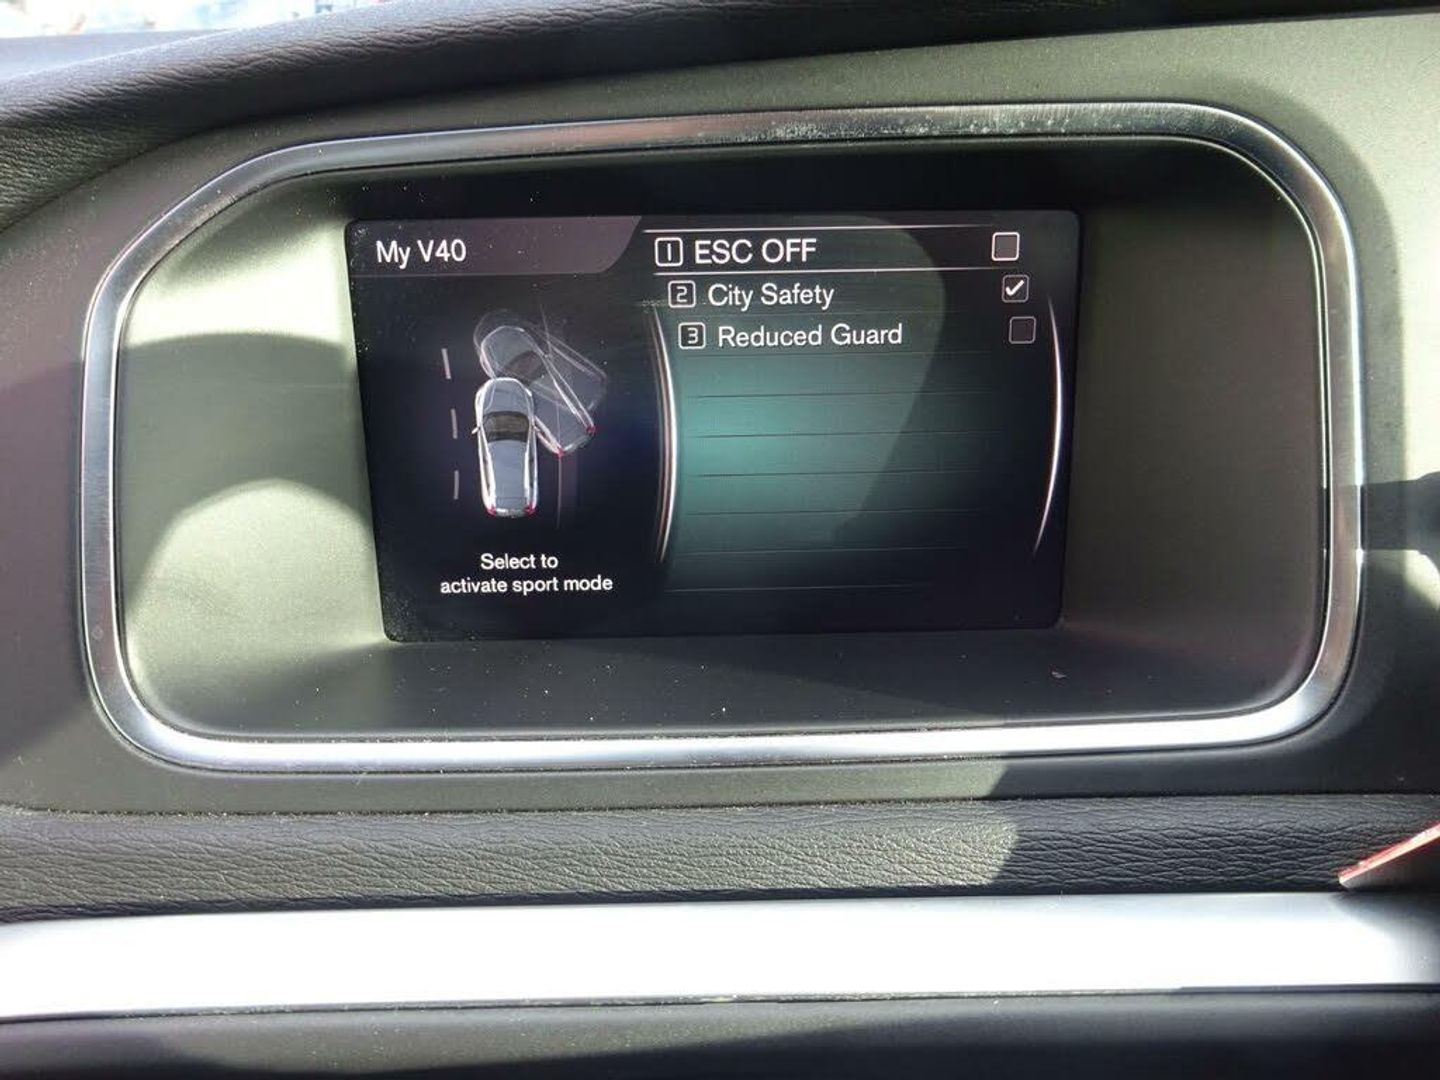 My V40
1 ESC OFF
2 City Safety
3 Reduced Guard
Select to
activate sport mode